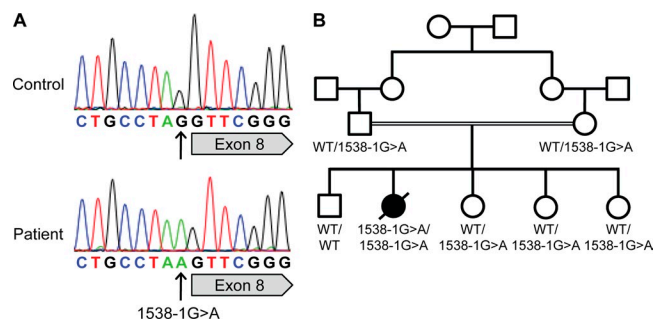 A
Control
CTGCCTAGGTTCGGG
Exon 8
Patient
CTGCCTAAGTTCGGG
Exon 8
1538-1G>A
B
WT/1538-1G>A
WT/1538-1G>A
WT/
WT
1538-1G>A/
1538-1G>A
WT/
1538-1G>A
WT/
1538-1G>A
WT/
1538-1G>A